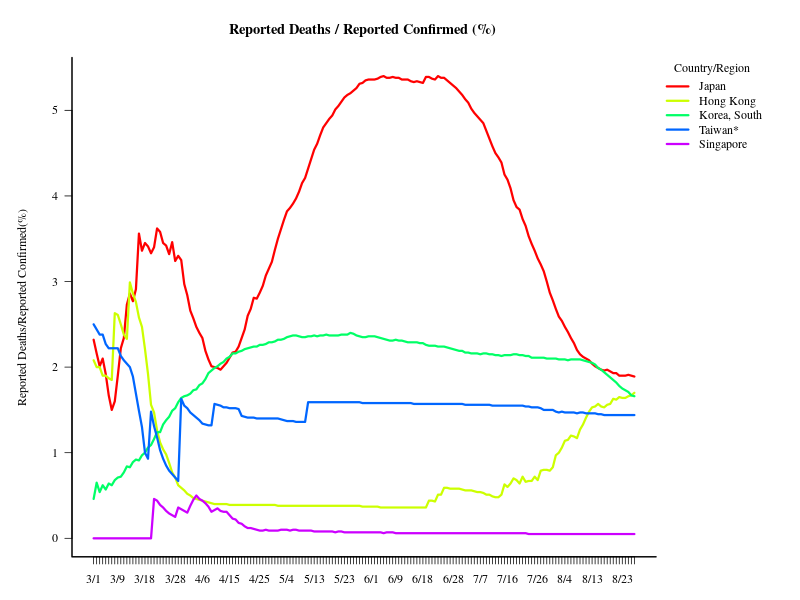 Reported Deaths / Reported Confirmed (%)
Country/Region
Japan
Hong Kong
Korea, South
Taiwan*
Singapore
Reported Deaths/Reported Confirmed(%)
5
4
3
2
1
0
3/1 3/9 3/18 3/28 4/6 4/15 4/25 5/4 5/13 5/23 6/1 6/9 6/18 6/28 7/7 7/16 7/26 8/4 8/13 8/23